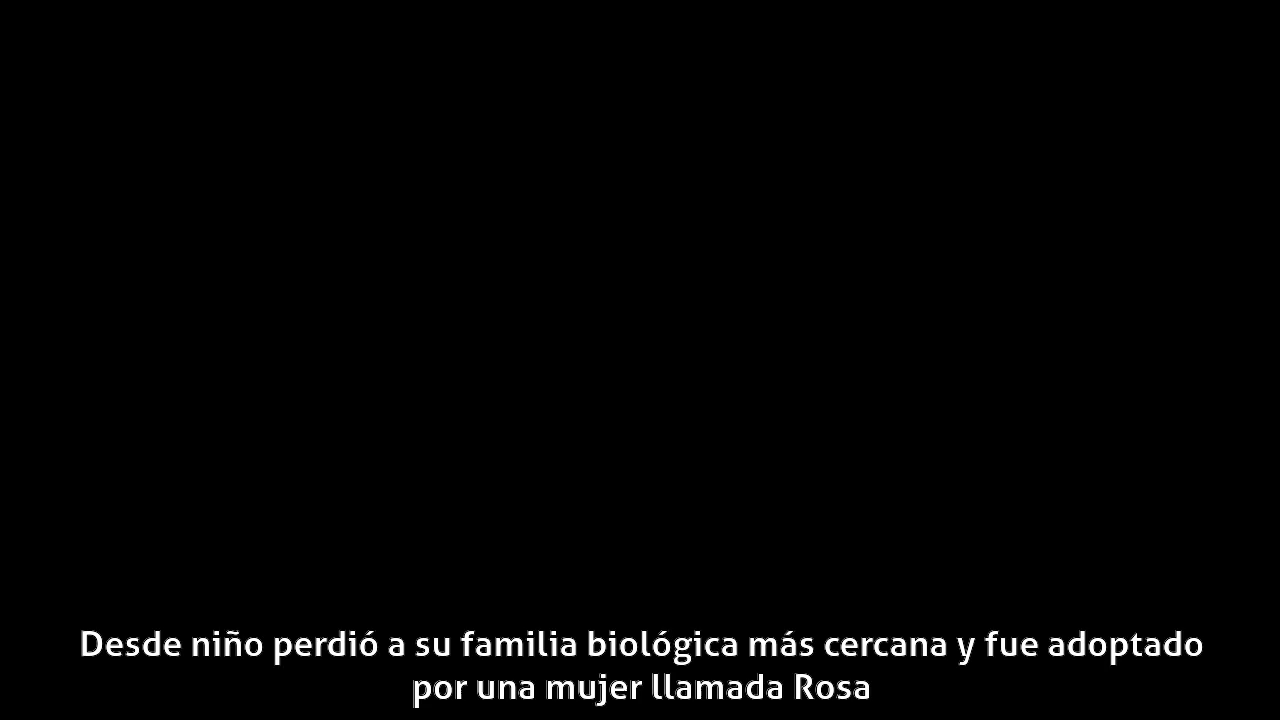 Desde niño perdió a su familia biológica más cercana y fue adoptado
por una mujer llamada Rosa